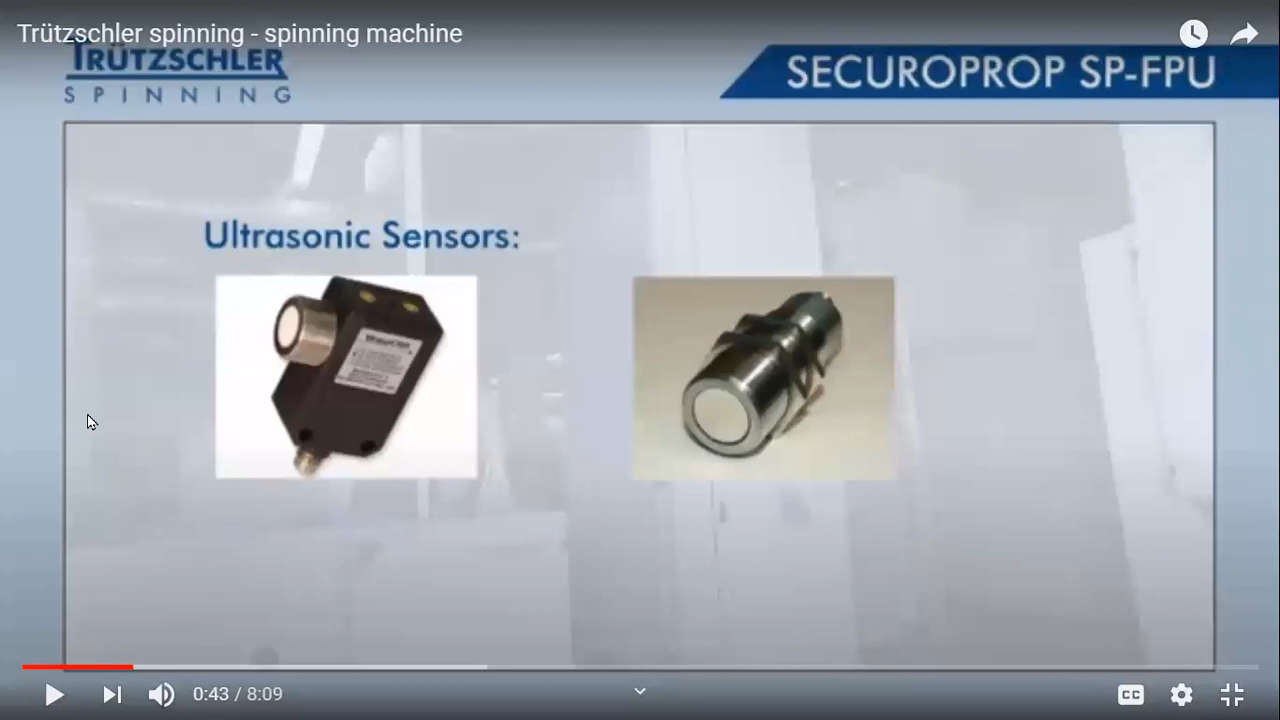 Trützschler spinning - spinning machine
TRÜTZSCHLER
SPINNING
SECUROPROP SP-FPU
Ultrasonic Sensors:
0:43 / 8:09
CC